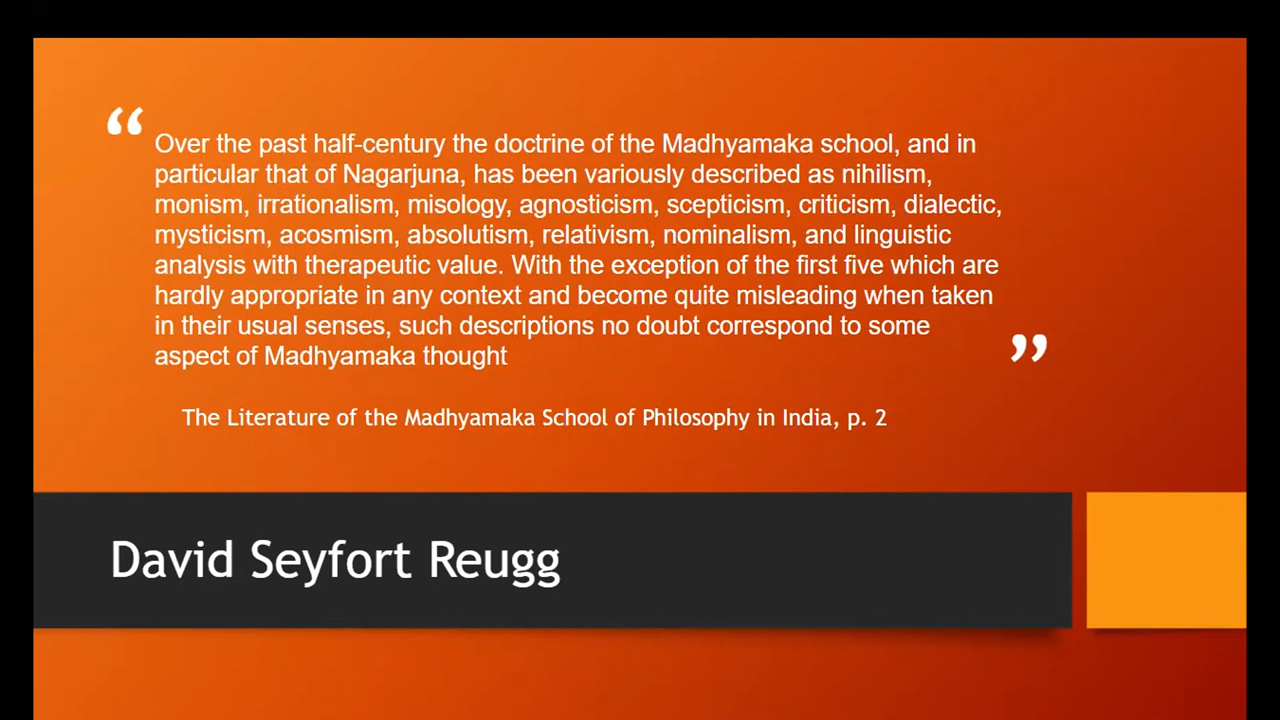 “
Over the past half-century the doctrine of the Madhyamaka school, and in
particular that of Nagarjuna, has been variously described as nihilism,
monism, irrationalism, misology, agnosticism, scepticism, criticism, dialectic,
mysticism, acosmism, absolutism, relativism, nominalism, and linguistic
analysis with therapeutic value. With the exception of the first five which are
hardly appropriate in any context and become quite misleading when taken
in their usual senses, such descriptions no doubt correspond to some
aspect of Madhyamaka thought
”
The Literature of the Madhyamaka School of Philosophy in India, p. 2
David Seyfort Reugg